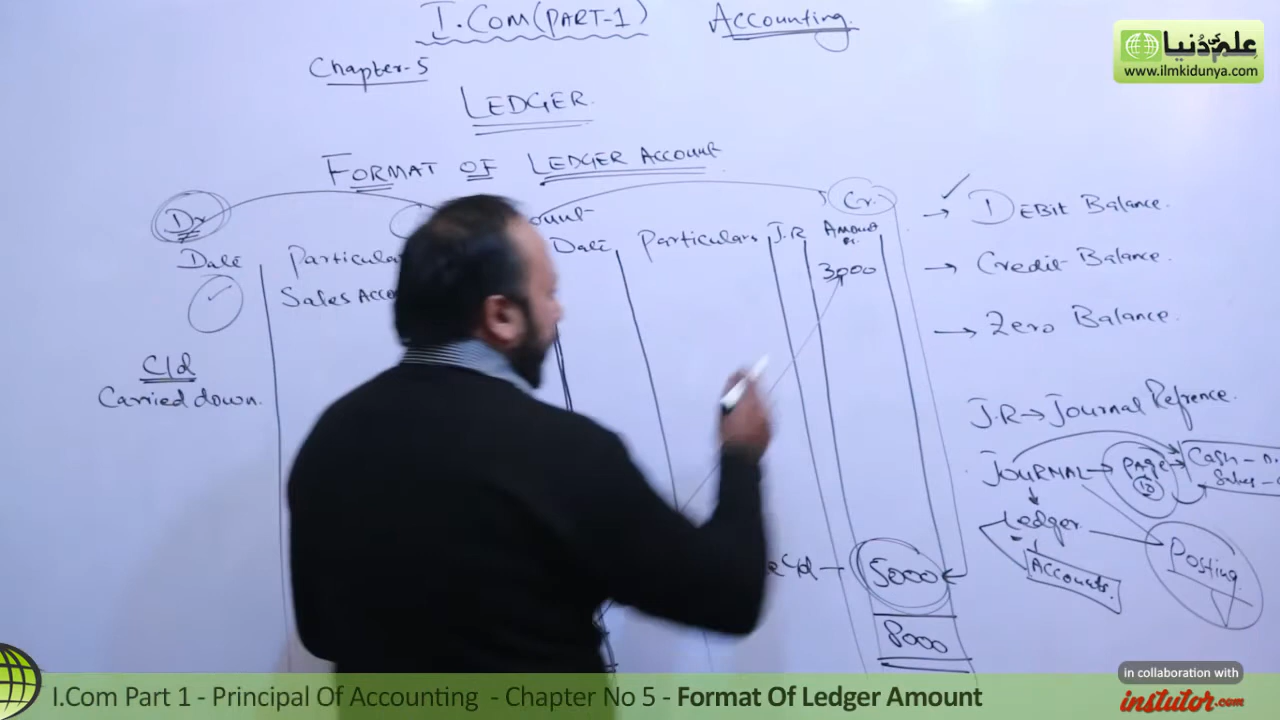 I.COM(PART-1) Accounting.
علم کی دُنیا
www.ilmkidunya.com
Chapter-5
LEDGER.
FORMAT OF LEDGER ACCOUNT
Dr
Cr.
Date Particula
Date Particulars J.R Amount
3000
Sales Acco
C/d
Carried down.
C/d
5000
8000
→ DEBIT Balance.
→ Credit Balance.
→ Zero Balance.
J.R → Journal Refrence.
JOURNAL → PAGE → Cash
Sales
Ledger
Accounts.
Posting
in collaboration with
instutor.com
I.Com Part 1 - Principal Of Accounting - Chapter No 5 - Format Of Ledger Amount